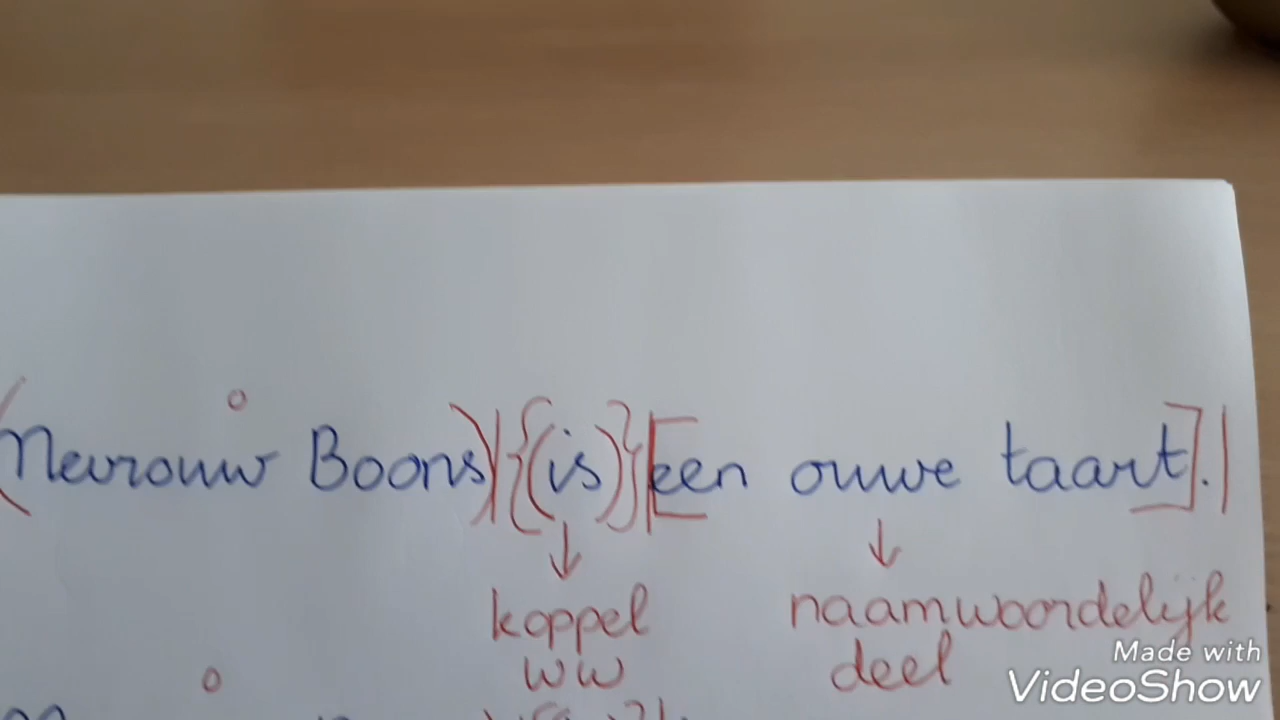 o
(Mevrouw Boons)|{(is)}|[een ouwe taart].|
↓ ↓
koppel naamwoordelijk
ww deel
o
Made with
VideoShow